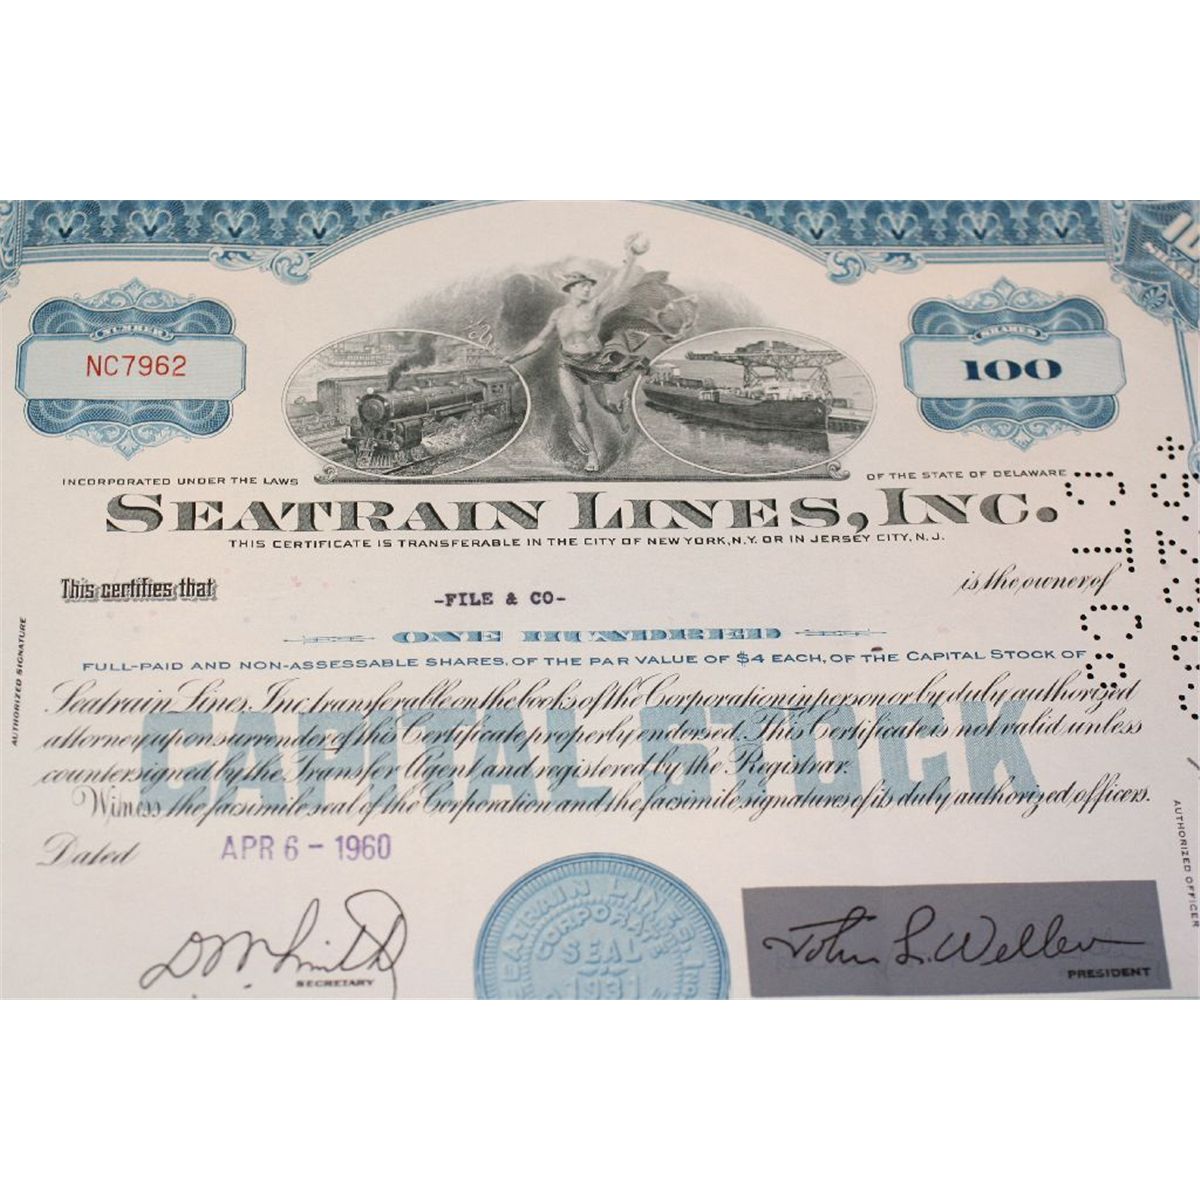 NUMBER
NC7962
SHARES
100
INCORPORATED UNDER THE LAWS
OF THE STATE OF DELAWARE
SEATRAIN LINES, INC.
THIS CERTIFICATE IS TRANSFERABLE IN THE CITY OF NEW YORK, N.Y. OR IN JERSEY CITY, N.J.
This certifies that
-FILE & CO-
is the owner of
ONE HUNDRED
FULL-PAID AND NON-ASSESSABLE SHARES, OF THE PAR VALUE OF $4 EACH, OF THE CAPITAL STOCK OF
Seatrain Lines, Inc. transferable on the books of the Corporation in person or by duly authorized
attorney upon surrender of this Certificate properly endorsed. This Certificate is not valid unless
countersigned by the Transfer Agent and registered by the Registrar.
Witness the facsimile seal of the Corporation and the facsimile signatures of its duly authorized officers.
CAPITAL STOCK
Dated
APR 6 - 1960
D M Smith
SECRETARY
SEATRAIN LINES, INC.
CORPORATE
SEAL
1931
John L. Weller
PRESIDENT
AUTHORIZED SIGNATURE
AUTHORIZED OFFICER